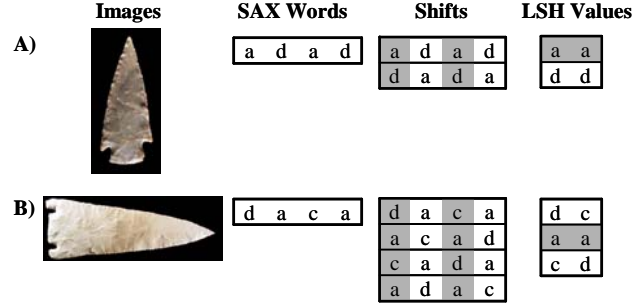 Images SAX Words Shifts LSH Values
A) a d a d a d a d a a
d a d a d d
B) d a c a d a c a d c
a c a d a a
c a d a c d
a d a c